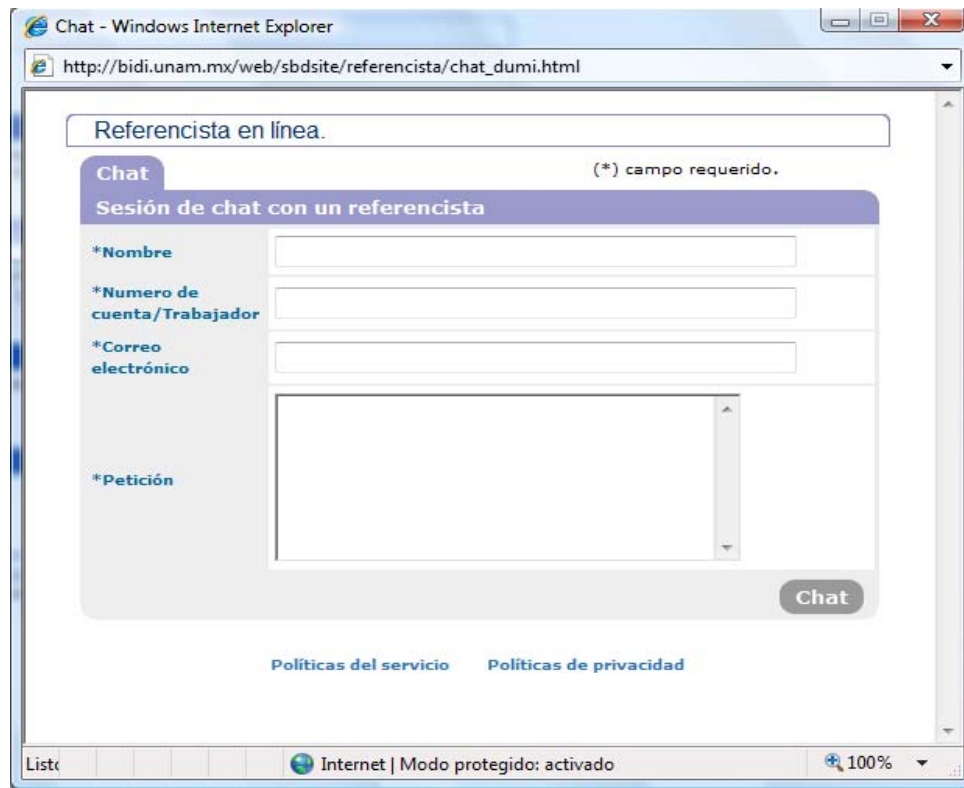 Chat - Windows Internet Explorer
http://bidi.unam.mx/web/sbdsite/referencista/chat_dumi.html
Referencista en línea.
Chat
(*) campo requerido.
Sesión de chat con un referencista
*Nombre
*Numero de
cuenta/Trabajador
*Correo
electrónico
*Petición
Chat
Políticas del servicio
Políticas de privacidad
Internet | Modo protegido: activado
100%